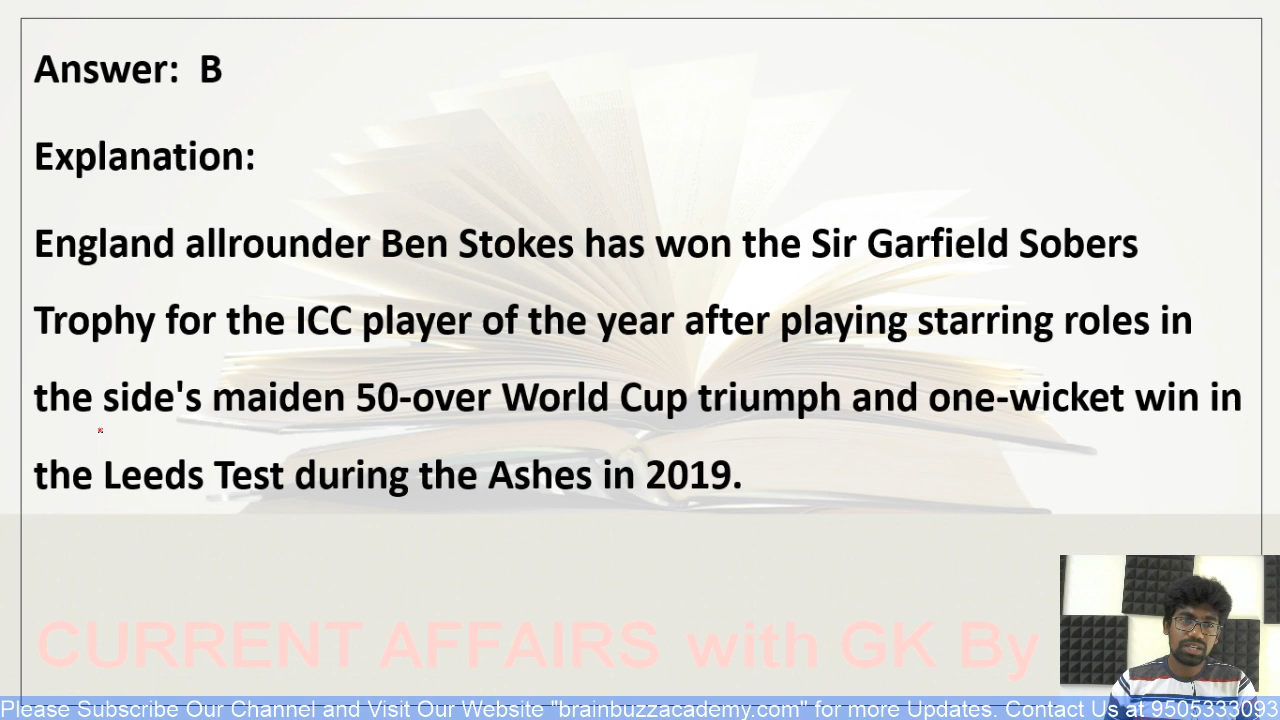 Answer:  B
Explanation:
England allrounder Ben Stokes has won the Sir Garfield Sobers
Trophy for the ICC player of the year after playing starring roles in
the side's maiden 50-over World Cup triumph and one-wicket win in
the Leeds Test during the Ashes in 2019.
CURRENT AFFAIRS with GK By
Please Subscribe Our Channel and Visit Our Website "brainbuzzacademy.com" for more Updates. Contact Us at 9505333093